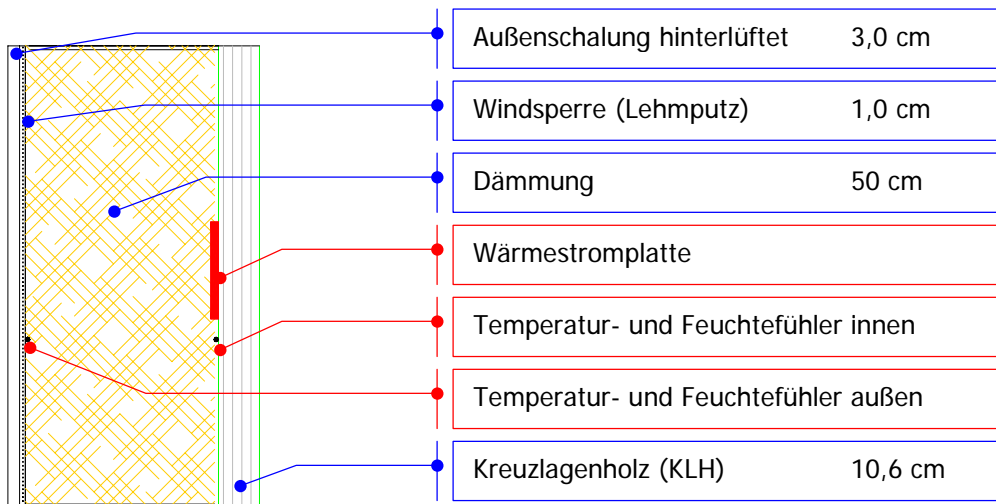 Außenschalung hinterlüftet 3,0 cm
Windsperre (Lehmputz) 1,0 cm
Dämmung 50 cm
Wärmestromplatte
Temperatur- und Feuchtefühler innen
Temperatur- und Feuchtefühler außen
Kreuzlagenholz (KLH) 10,6 cm